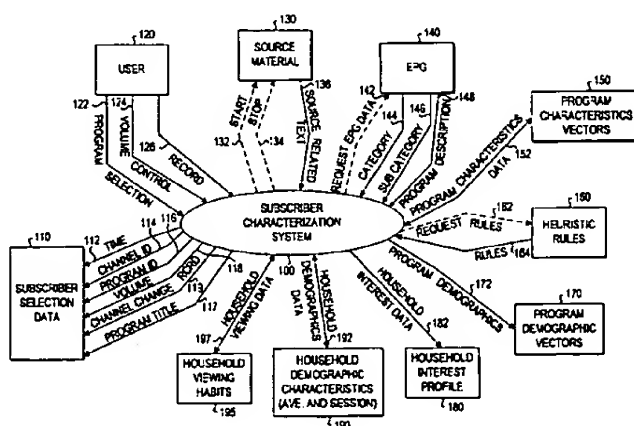 120
USER
130
SOURCE
MATERIAL
140
EPG
150
PROGRAM
CHARACTERISTICS
VECTORS
122
PROGRAM
SELECTION
124
VOLUME
CONTROL
126
RECORD
START
132
STOP
134
136
SOURCE RELATED
TEXT
142
REQUEST EPG DATA
144
CATEGORY
146
SUB CATEGORY
148
PROGRAM DESCRIPTION
PROGRAM CHARACTERISTICS
DATA
152
SUBSCRIBER
CHARACTERIZATION
SYSTEM
100
162
REQUEST
RULES
RULES
164
160
HELRISTIC
RULES
110
SUBSCRIBER
SELECTION
DATA
112
TIME
114
CHANNEL ID
116
PROGRAM ID
VOLUME
RCRD
118
CHANNEL CHANGE
113
PROGRAM TITLE
117
HOUSEHOLD
VIEWING DATA
197
HOUSEHOLD
DEMOGRAPHICS
DATA
192
HOUSEHOLD
INTEREST DATA
182
PROGRAM DEMOGRAPHICS
172
PROGRAM
DEMOGRAPHIC
VECTORS
170
HOUSEHOLD
VIEWING
HABITS
195
HOUSEHOLD
DEMOGRAPHIC
CHARACTERISTICS
(AVE. AND SESSION)
190
HOUSEHOLD
INTEREST
PROFILE
180